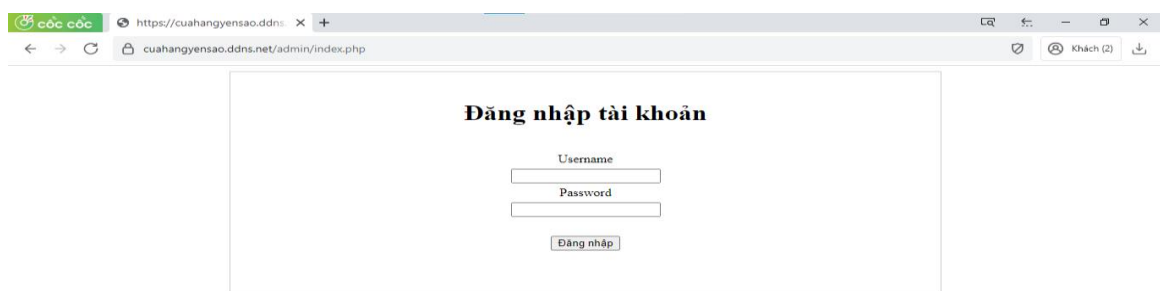 cốc cốc
https://cuahangyensao.ddns.
cuahangyensao.ddns.net/admin/index.php
Khách (2)
Đăng nhập tài khoản
Username
Password
Đăng nhập